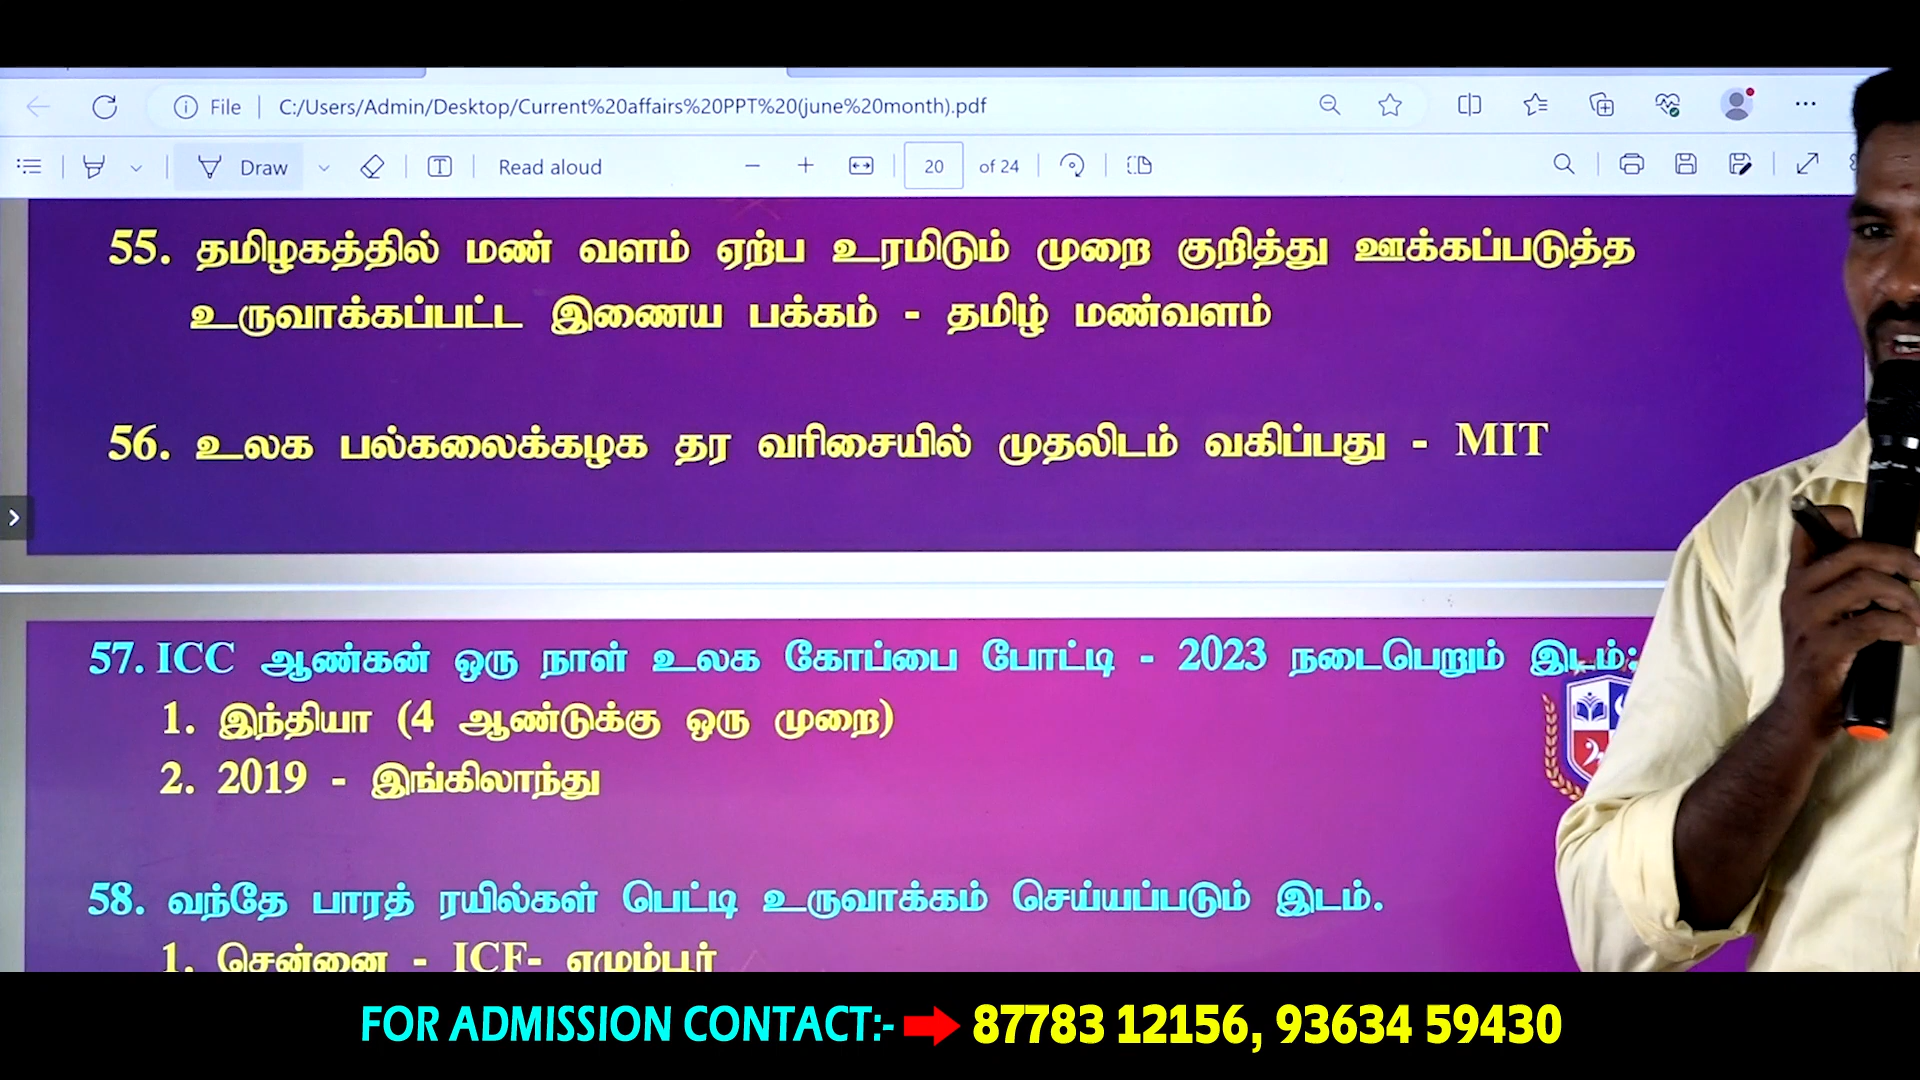 File C:/Users/Admin/Desktop/Current%20affairs%20PPT%20(june%20month).pdf
Draw Read aloud 20 of 24
55. தமிழகத்தில் மண் வளம் ஏற்ப உரமிடும் முறை குறித்து ஊக்கப்படுத்த
உருவாக்கப்பட்ட இணைய பக்கம் - தமிழ் மண்வளம்
56. உலக பல்கலைக்கழக தர வரிசையில் முதலிடம் வகிப்பது - MIT
57. ICC ஆண்கன் ஒரு நாள் உலக கோப்பை போட்டி - 2023 நடைபெறும் இடம்:
1. இந்தியா (4 ஆண்டுக்கு ஒரு முறை)
2. 2019 - இங்கிலாந்து
58. வந்தே பாரத் ரயில்கள் பெட்டி உருவாக்கம் செய்யப்படும் இடம்.
1. சென்னை - ICF- எழும்பூர்
FOR ADMISSION CONTACT:- 87783 12156, 93634 59430